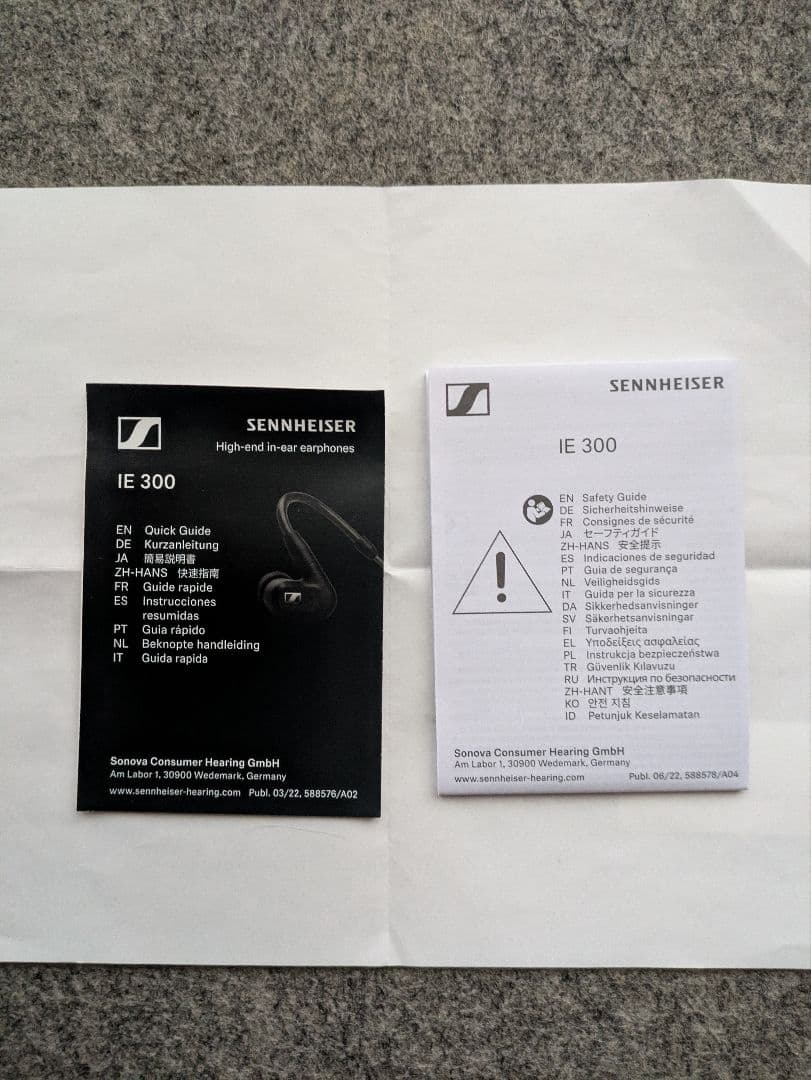 SENNHEISER
High-end in-ear earphones
IE 300
EN Quick Guide
DE Kurzanleitung
JA 簡易説明書
ZH-HANS 快速指南
FR Guide rapide
ES Instrucciones
resumidas
PT Guia rápido
NL Beknopte handleiding
IT Guida rapida
Sonova Consumer Hearing GmbH
Am Labor 1, 30900 Wedemark, Germany
www.sennheiser-hearing.com Publ. 03/22, 588576/A02
SENNHEISER
IE 300
EN Safety Guide
DE Sicherheitshinweise
FR Consignes de sécurité
JA セーフティガイド
ZH-HANS 安全提示
ES Indicaciones de seguridad
PT Guia de segurança
NL Veiligheidsgids
IT Guida per la sicurezza
DA Sikkerhedsanvisninger
SV Säkerhetsanvisningar
FI Turvaohjeita
EL Υποδείξεις ασφαλείας
PL Instrukcja bezpieczeństwa
TR Güvenlik Kılavuzu
RU Инструкция по безопасности
ZH-HANT 安全注意事項
KO 안전 지침
ID Petunjuk Keselamatan
Sonova Consumer Hearing GmbH
Am Labor 1, 30900 Wedemark, Germany
www.sennheiser-hearing.com Publ. 06/22, 588578/A04